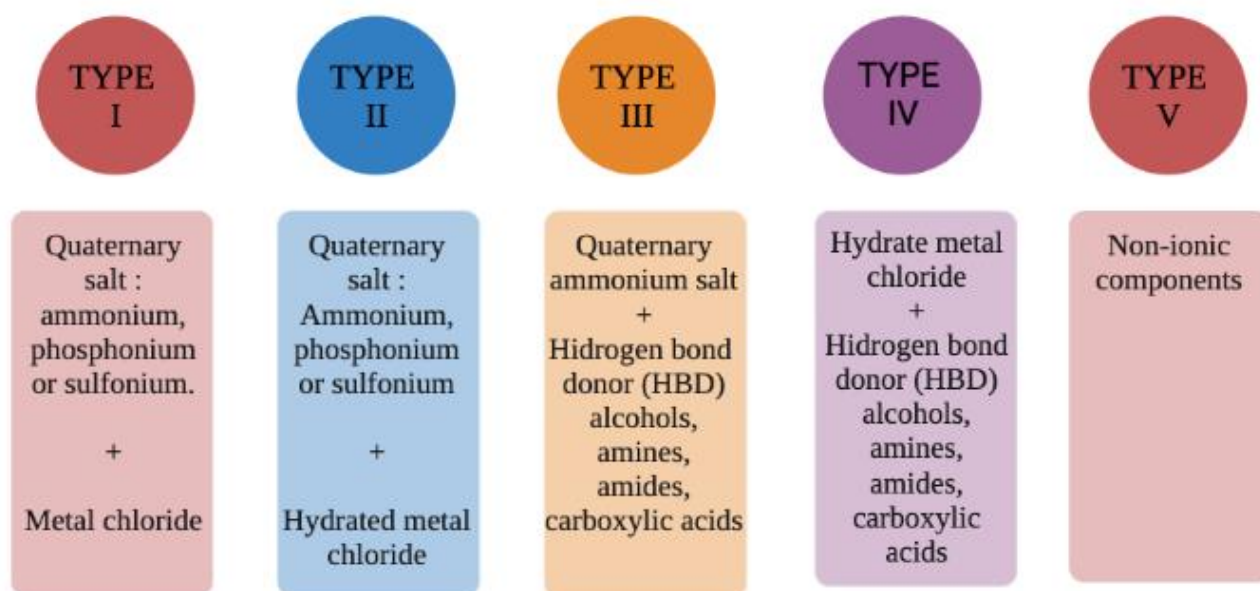 TYPE
I
TYPE
II
TYPE
III
TYPE
IV
TYPE
V
Quaternary
salt :
ammonium,
phosphonium
or sulfonium.
+
Metal chloride
Quaternary
salt :
Ammonium,
phosphonium
or sulfonium
+
Hydrated metal
chloride
Quaternary
ammonium salt
+
Hidrogen bond
donor (HBD)
alcohols,
amines,
amides,
carboxylic acids
Hydrate metal
chloride
+
Hidrogen bond
donor (HBD)
alcohols,
amines,
amides,
carboxylic
acids
Non-ionic
components